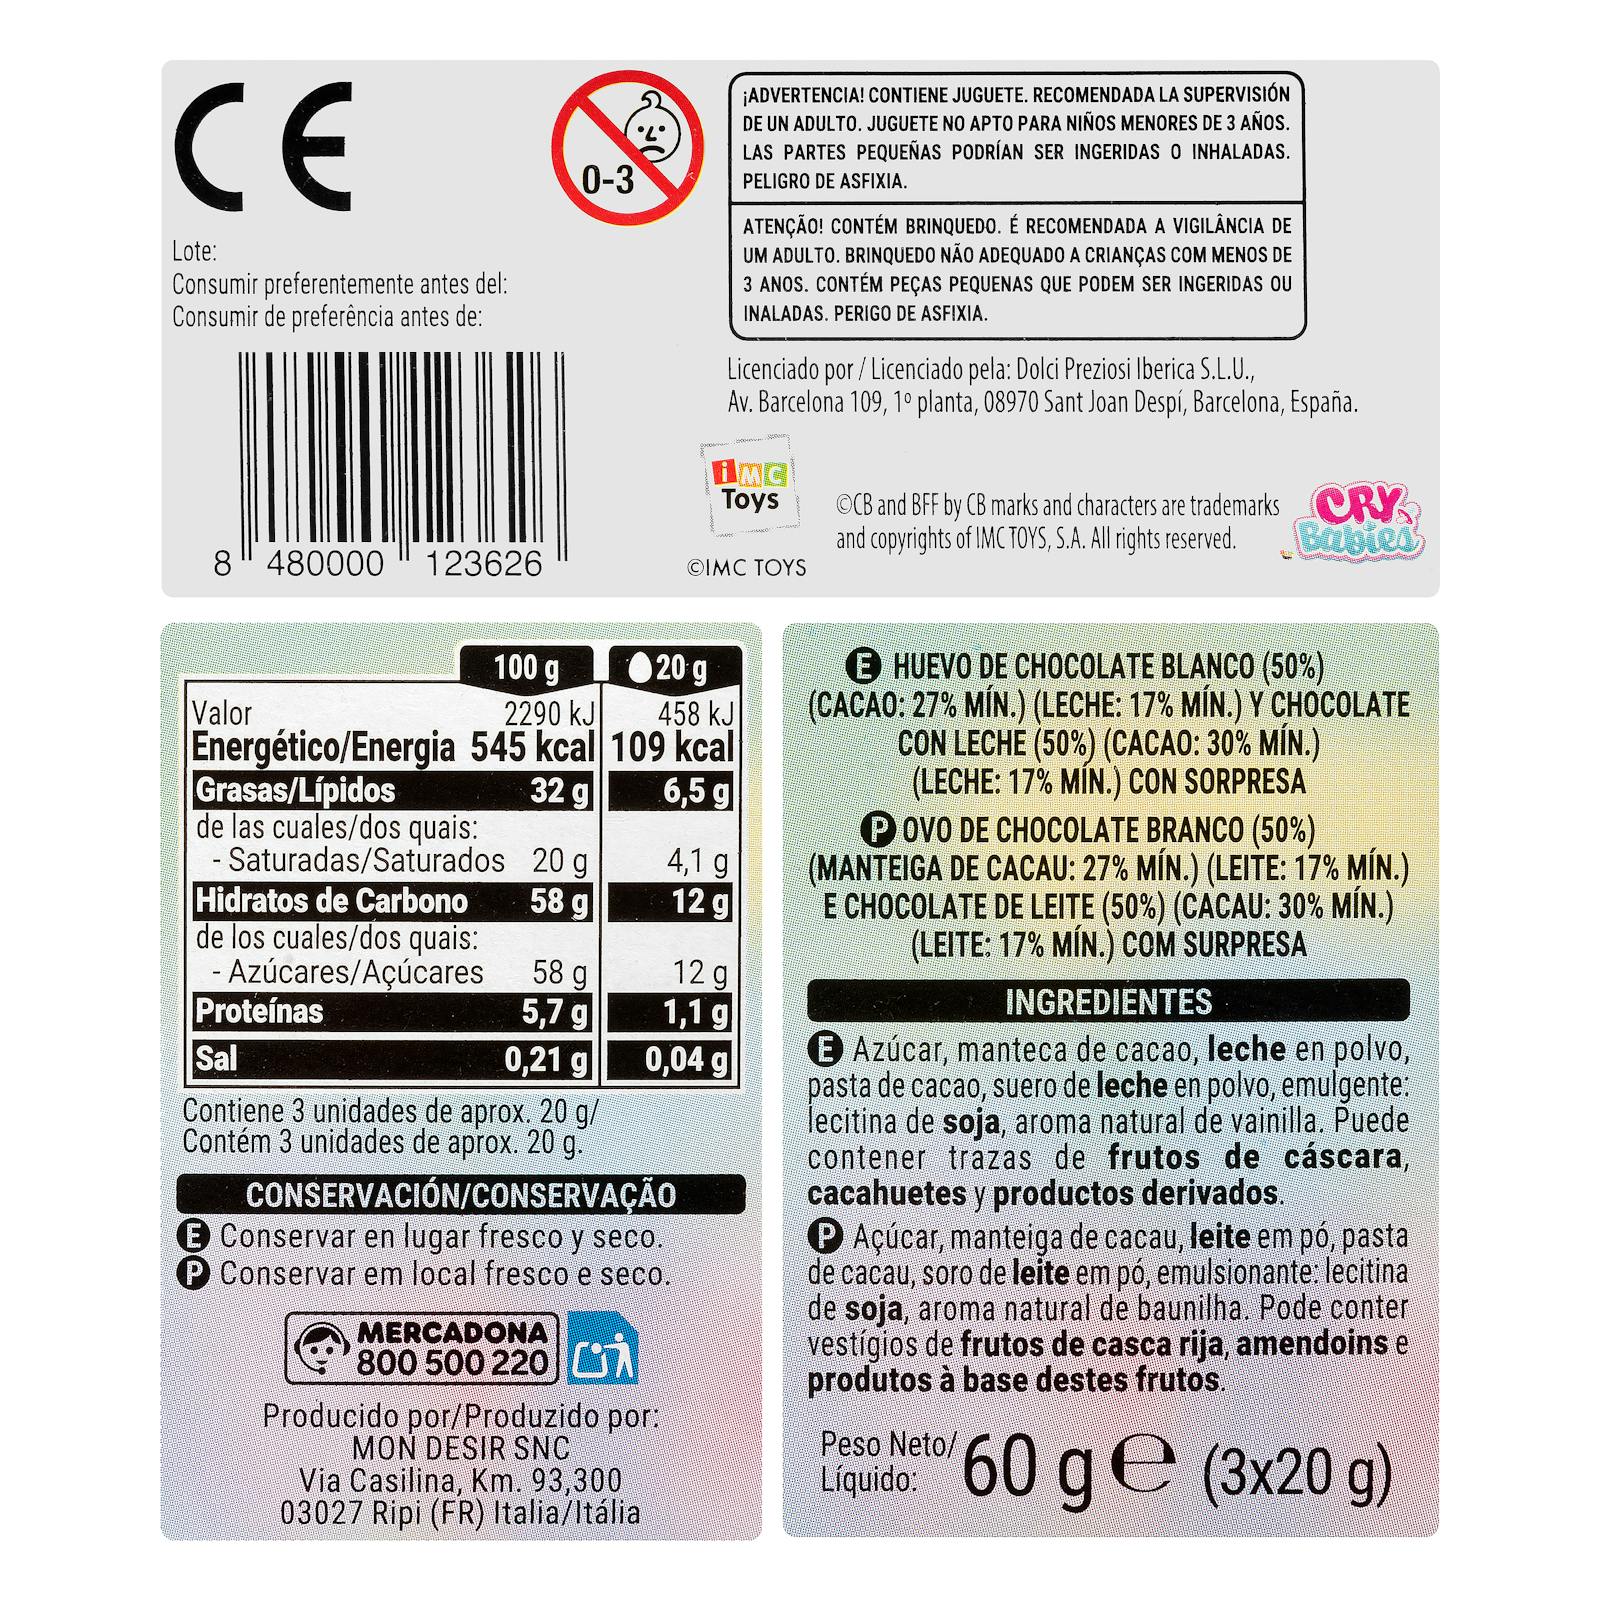 CE
0-3
¡ADVERTENCIA! CONTIENE JUGUETE. RECOMENDADA LA SUPERVISIÓN
DE UN ADULTO. JUGUETE NO APTO PARA NIÑOS MENORES DE 3 AÑOS.
LAS PARTES PEQUEÑAS PODRÍAN SER INGERIDAS O INHALADAS.
PELIGRO DE ASFIXIA.
ATENÇÃO! CONTÉM BRINQUEDO. É RECOMENDADA A VIGILÂNCIA DE
UM ADULTO. BRINQUEDO NÃO ADEQUADO A CRIANÇAS COM MENOS DE
3 ANOS. CONTÉM PEÇAS PEQUENAS QUE PODEM SER INGERIDAS OU
INALADAS. PERIGO DE ASFIXIA.
Lote:
Consumir preferentemente antes del:
Consumir de preferência antes de:
8 480000 123626
Licenciado por / Licenciado pela: Dolci Preziosi Iberica S.L.U.,
Av. Barcelona 109, 1º planta, 08970 Sant Joan Despí, Barcelona, España.
imc
Toys
©IMC TOYS
©CB and BFF by CB marks and characters are trademarks
and copyrights of IMC TOYS, S.A. All rights reserved.
CRY
Babies
100 g 20 g
Valor 2290 kJ 458 kJ
Energético/Energia 545 kcal 109 kcal
Grasas/Lípidos 32 g 6,5 g
de las cuales/dos quais:
- Saturadas/Saturados 20 g 4,1 g
Hidratos de Carbono 58 g 12 g
de los cuales/dos quais:
- Azúcares/Açúcares 58 g 12 g
Proteínas 5,7 g 1,1 g
Sal 0,21 g 0,04 g
Contiene 3 unidades de aprox. 20 g/
Contém 3 unidades de aprox. 20 g.
CONSERVACIÓN/CONSERVAÇÃO
E Conservar en lugar fresco y seco.
P Conservar em local fresco e seco.
MERCADONA
800 500 220
Producido por/Produzido por:
MON DESIR SNC
Via Casilina, Km. 93,300
03027 Ripi (FR) Italia/Itália
E HUEVO DE CHOCOLATE BLANCO (50%)
(CACAO: 27% MÍN.) (LECHE: 17% MÍN.) Y CHOCOLATE
CON LECHE (50%) (CACAO: 30% MÍN.)
(LECHE: 17% MÍN.) CON SORPRESA
P OVO DE CHOCOLATE BRANCO (50%)
(MANTEIGA DE CACAU: 27% MÍN.) (LEITE: 17% MÍN.)
E CHOCOLATE DE LEITE (50%) (CACAU: 30% MÍN.)
(LEITE: 17% MÍN.) COM SURPRESA
INGREDIENTES
E Azúcar, manteca de cacao, leche en polvo,
pasta de cacao, suero de leche en polvo, emulgente:
lecitina de soja, aroma natural de vainilla. Puede
contener trazas de frutos de cáscara,
cacahuetes y productos derivados.
P Açúcar, manteiga de cacau, leite em pó, pasta
de cacau, soro de leite em pó, emulsionante: lecitina
de soja, aroma natural de baunilha. Pode conter
vestígios de frutos de casca rija, amendoins e
produtos à base destes frutos.
Peso Neto/
Líquido: 60 g e (3x20 g)